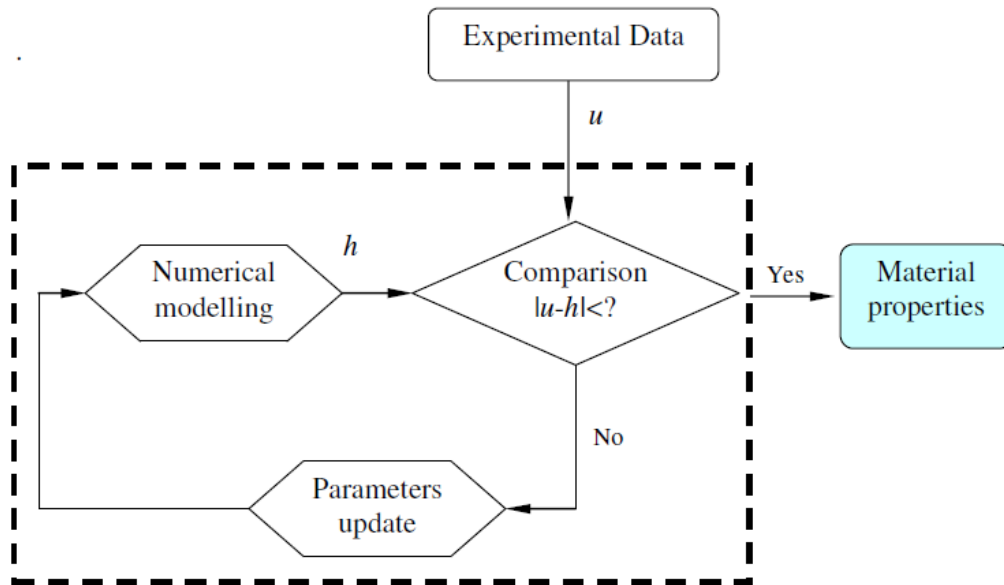 Experimental Data
u
h
Numerical
modelling
Comparison
|u-h|<?
Yes
Material
properties
No
Parameters
update